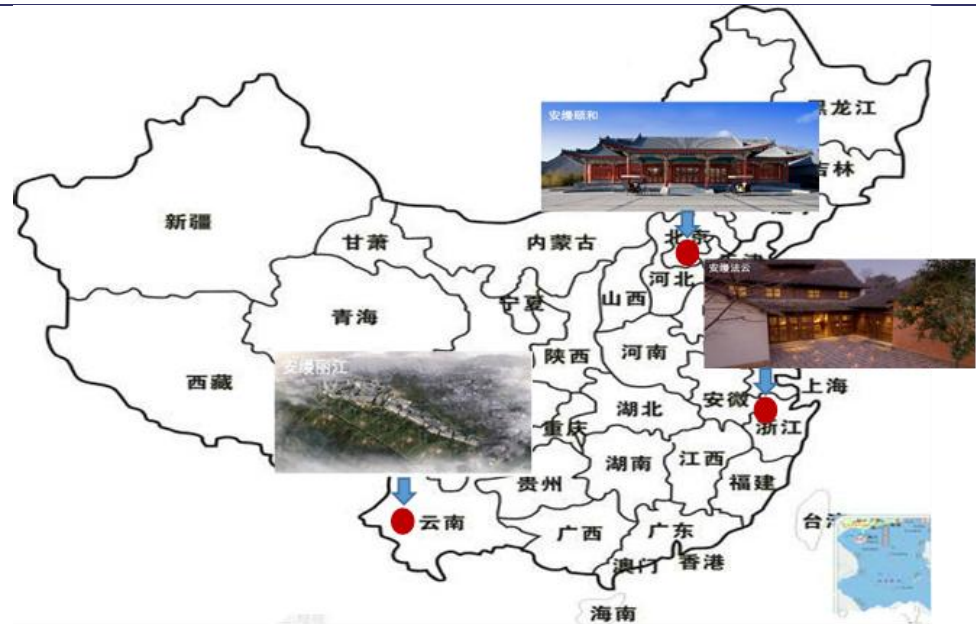 黑龙江
安缦颐和
吉林
新疆
甘萧
内蒙古
北京
安缦法云
河北
宁夏
山西
青海
陕西
河南
安缦丽江
西藏
上海
安微
湖北
浙江
重庆
湖南
江西
贵州
福建
云南
广西
广东
澳门
香港
海南